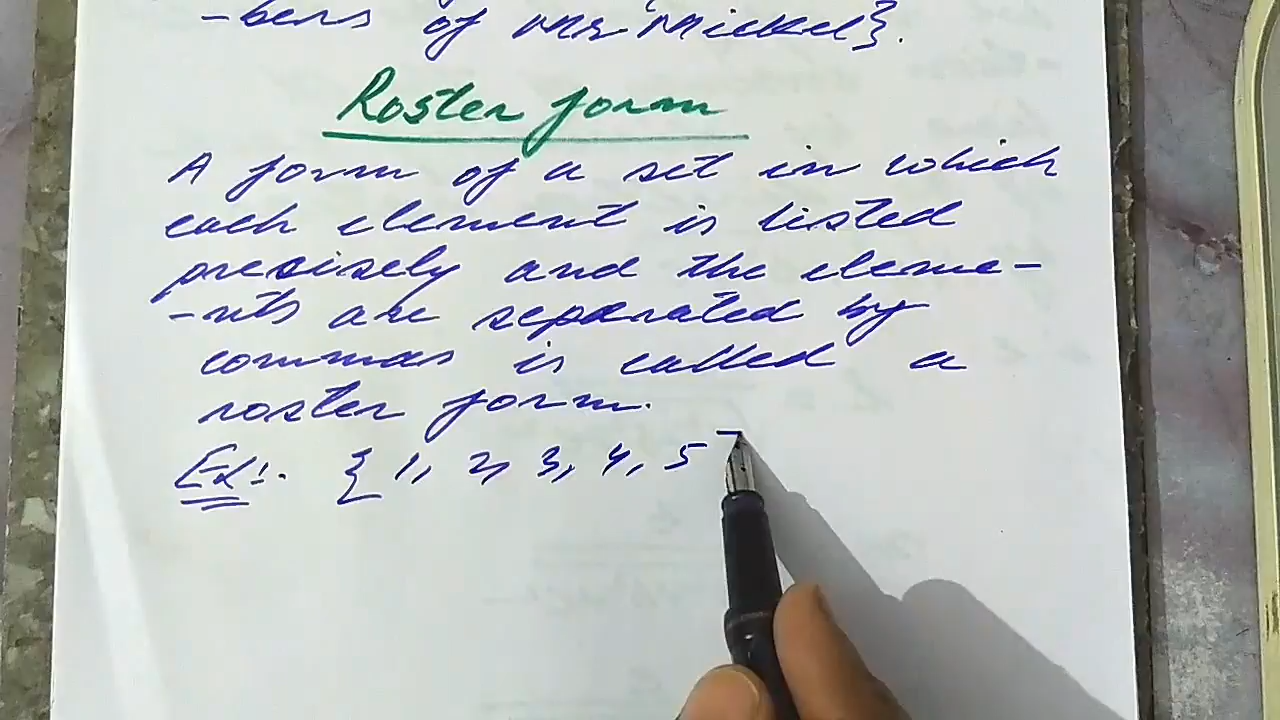 -bers of Mr Mickel}.
Roster form
A form of a set in which
each element is listed
precisely and the eleme-
-nts are separated by
commas is called a
roster form.
Ex:- { 1, 2, 3, 4, 5